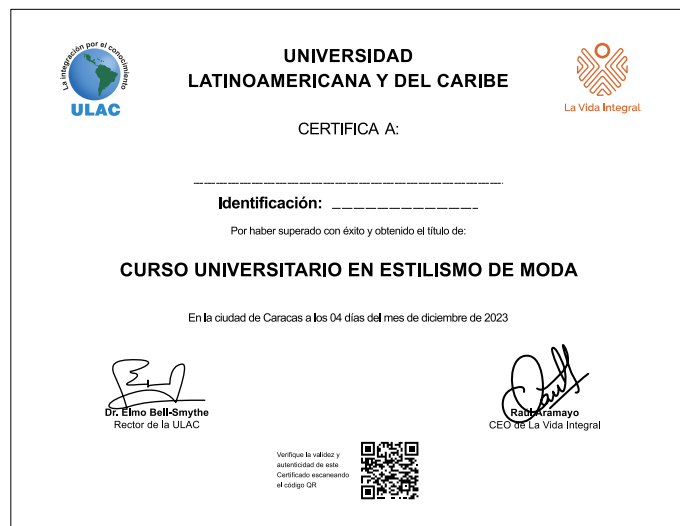 La integración por el conocimiento
ULAC
UNIVERSIDAD
LATINOAMERICANA Y DEL CARIBE
La Vida Integral
CERTIFICA A:
Identificación:
Por haber superado con éxito y obtenido el título de:
CURSO UNIVERSITARIO EN ESTILISMO DE MODA
En la ciudad de Caracas a los 04 días del mes de diciembre de 2023
Dr. Elmo Bell-Smythe
Rector de la ULAC
Raúl Aramayo
CEO de La Vida Integral
Verifique la validez y
autenticidad de este
Certificado escaneando
el código QR